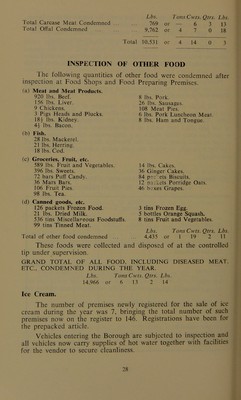 Lbs. Tons Cwts. Qtrs. Lbs.
Total Carcase Meat Condemned 769 or — 6 3 13
Total Offal Condemned 9,762 or 4 7 0 18
Total 10,531 or 4 14 0 3
INSPECTION OF OTHER FOOD
The following quantities of other food were condemned after
inspection at Food Shops and Food Preparing Premises.
(a) Meat and Meat Products.
920 lbs. Beef. 8 lbs. Pork.
156 lbs. Liver. 26 lbs. Sausages.
9 Chickens. 108 Meat Pies.
3 Pigs Heads and Plucks. 6 lbs. Pork Luncheon Meat.
181 lbs. Kidney. 8 lbs. Ham and Tongue.
41 lbs. Bacon.
(b) Fish.
28 lbs. Mackerel.
21 lbs. Herring.
18 lbs. Cod.
(c) Groceries, Fruit, etc.
389 lbs. Fruit and Vegetables. 14 lbs. Cakes.
396 lbs. Sweets. 36 Ginger Cakes.
72 bars Puff Candy. 84 packets Biscuits.
36 Mars Bars. 12 packets Porridge Oats.
106 Fruit Pies. 46 boxes Grapes.
98 lbs. Tea.
(d) Canned goods, etc.
126 packets Frozen Food. 3 tins Frozen Egg.
21 lbs. Dried Milk. 5 bottles Orange Squash.
536 tins Miscellaneous Foodstuffs. 8 tins Fruit and Vegetables.
99 tins Tinned Meat.
Lbs. Tons Cwts. Qtrs. Lbs.
Total of other food condemned 4,435 or 1 19 2 11
These foods were collected and disposed of at the controlled
tip under supervision.
GRAND TOTAL OF ALL FOOD, INCLUDING DISEASED MEAT,
ETC., CONDEMNED DURING THE YEAR.
Lbs. Tons Cwts. Qtrs. Lbs.
14,966 or 6 13 2 14
Ice Cream.
The number of premises newly registered for the sale of ice
cream during the year was 7, bringing the total number of such
premises now on the register to 146. Registrations have been for
the prepacked article.
Vehicles entering the Borough are subjected to inspection and
all vehicles now carry supplies of hot water together with facilities
for the vendor to secure cleanliness.
28